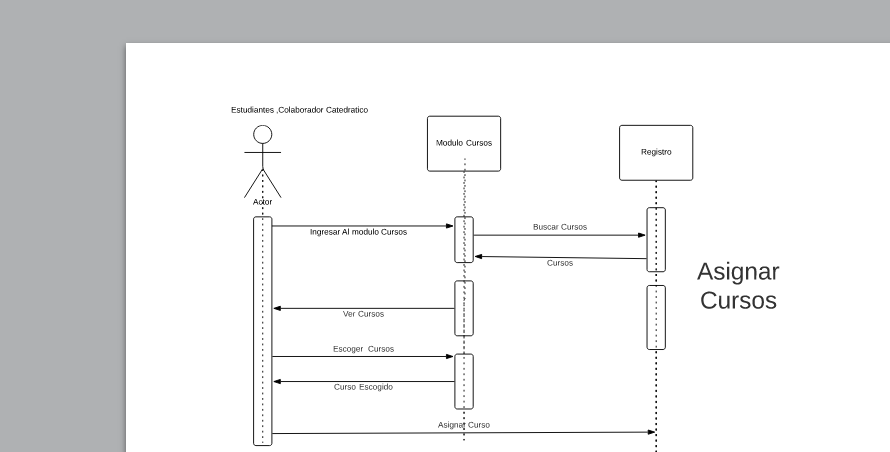 Estudiantes ,Colaborador Catedratico
Modulo Cursos
Registro
Actor
Ingresar Al modulo Cursos
Buscar Cursos
Cursos
Asignar
Cursos
Ver Cursos
Escoger Cursos
Curso Escogido
Asignar Curso